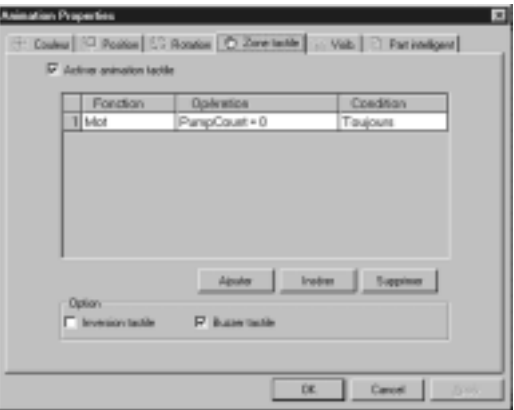 Animation Properties
Couleur Position Rotation Zone tactile Visib. Part intelligent
Activer animation tactile
Fonction Opération Condition
1 Mot PumpCount = 0 Toujours
Ajouter Insérer Supprimer
Option
Inversion tactile Buzzer tactile
OK Cancel Apply